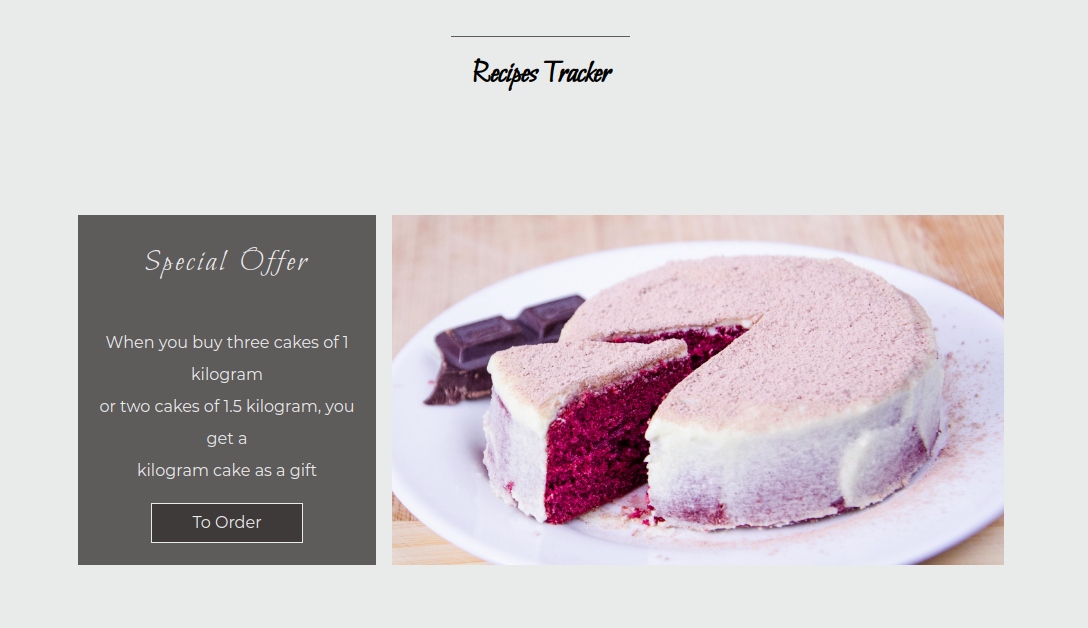 Recipes Tracker
Special Offer
When you buy three cakes of 1
kilogram
or two cakes of 1.5 kilogram, you
get a
kilogram cake as a gift
To Order